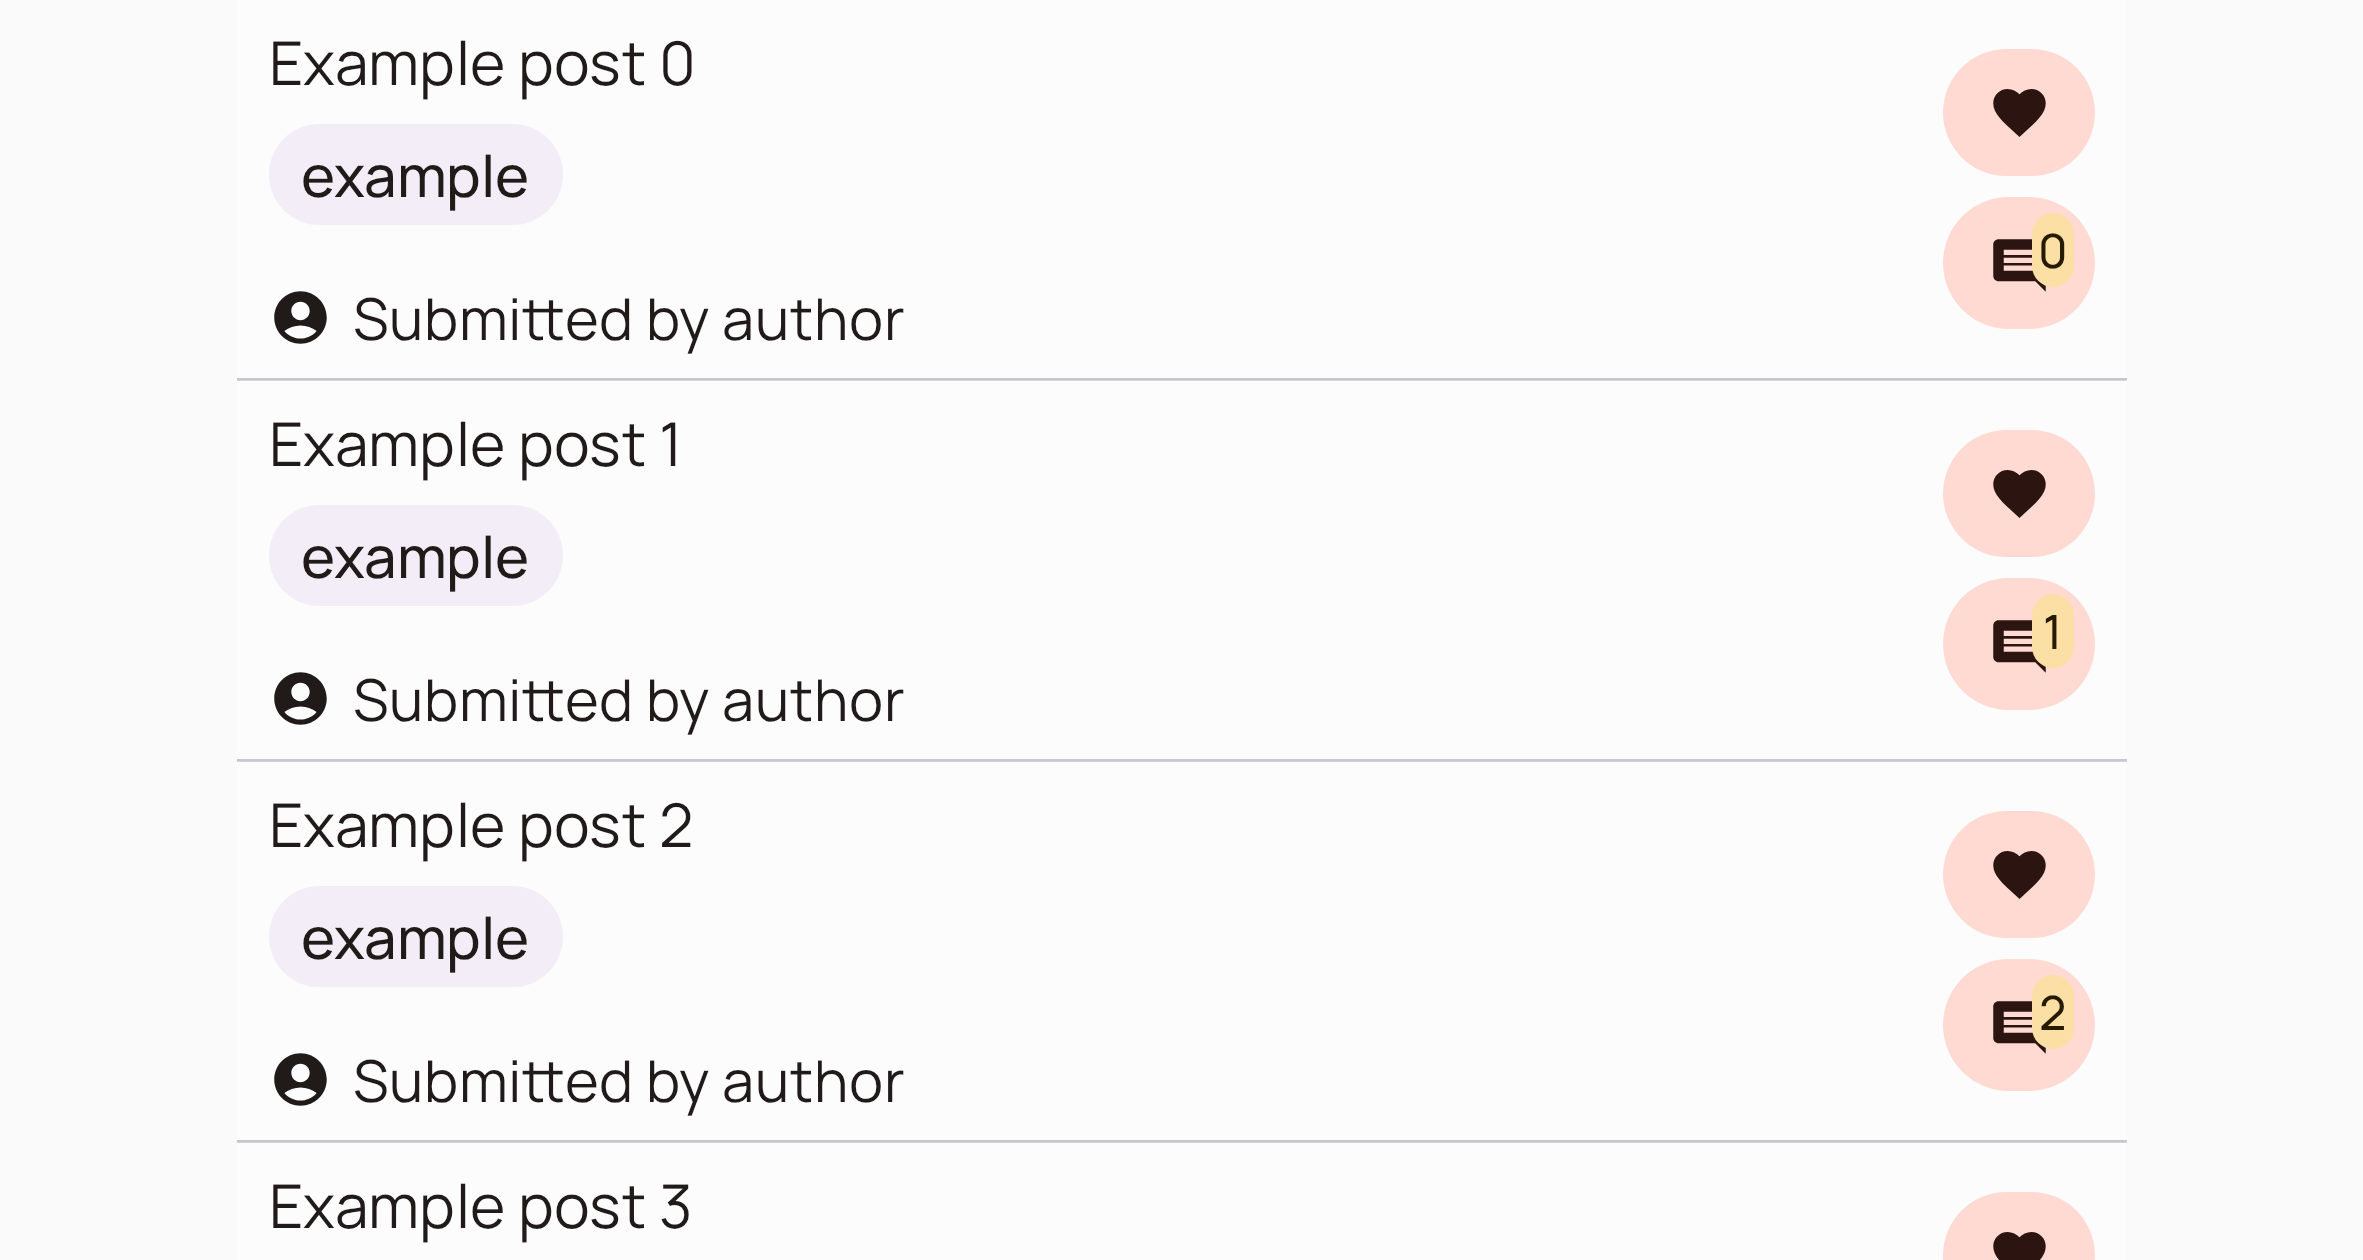 Example post 0
example
0
Submitted by author
Example post 1
example
1
Submitted by author
Example post 2
example
2
Submitted by author
Example post 3